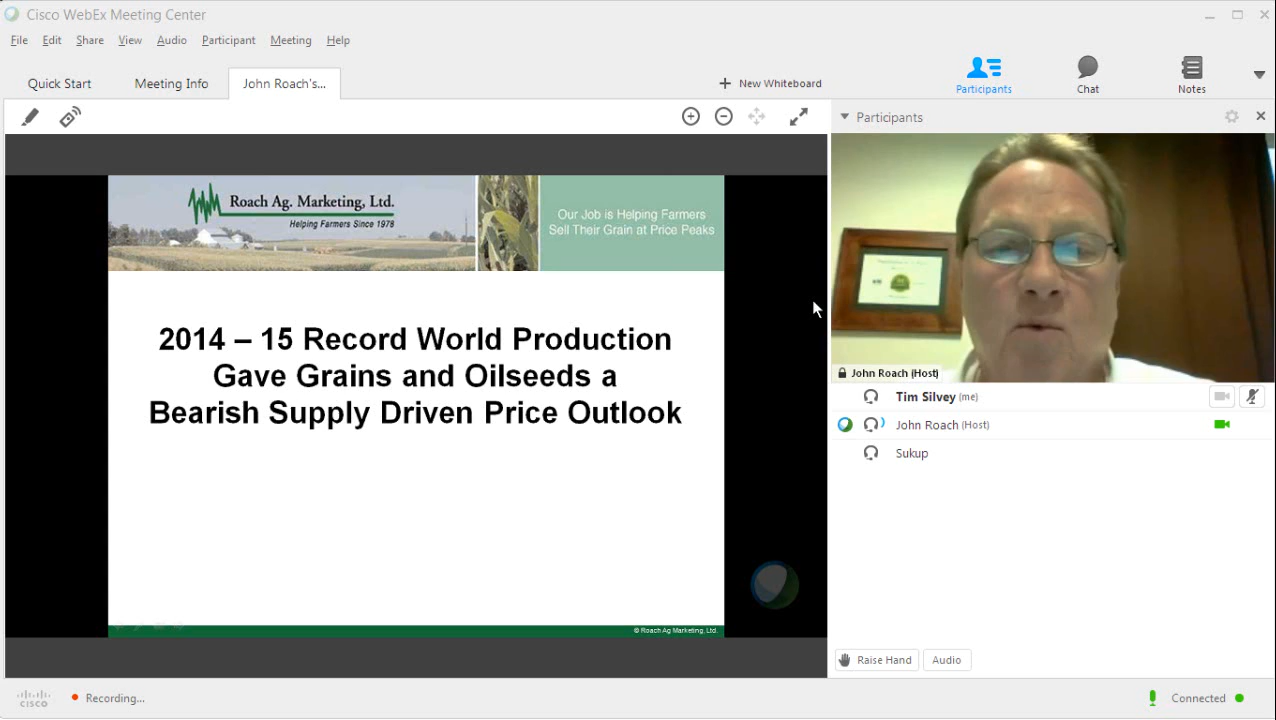 Cisco WebEx Meeting Center
File Edit Share View Audio Participant Meeting Help
Quick Start Meeting Info John Roach's... New Whiteboard Participants Chat Notes
Participants
Roach Ag. Marketing, Ltd.
Helping Farmers Since 1978
Our Job is Helping Farmers
Sell Their Grain at Price Peaks
2014 – 15 Record World Production
Gave Grains and Oilseeds a
Bearish Supply Driven Price Outlook
© Roach Ag Marketing, Ltd.
John Roach (Host)
Tim Silvey (me)
John Roach (Host)
Sukup
Raise Hand Audio
CISCO
Recording...
Connected